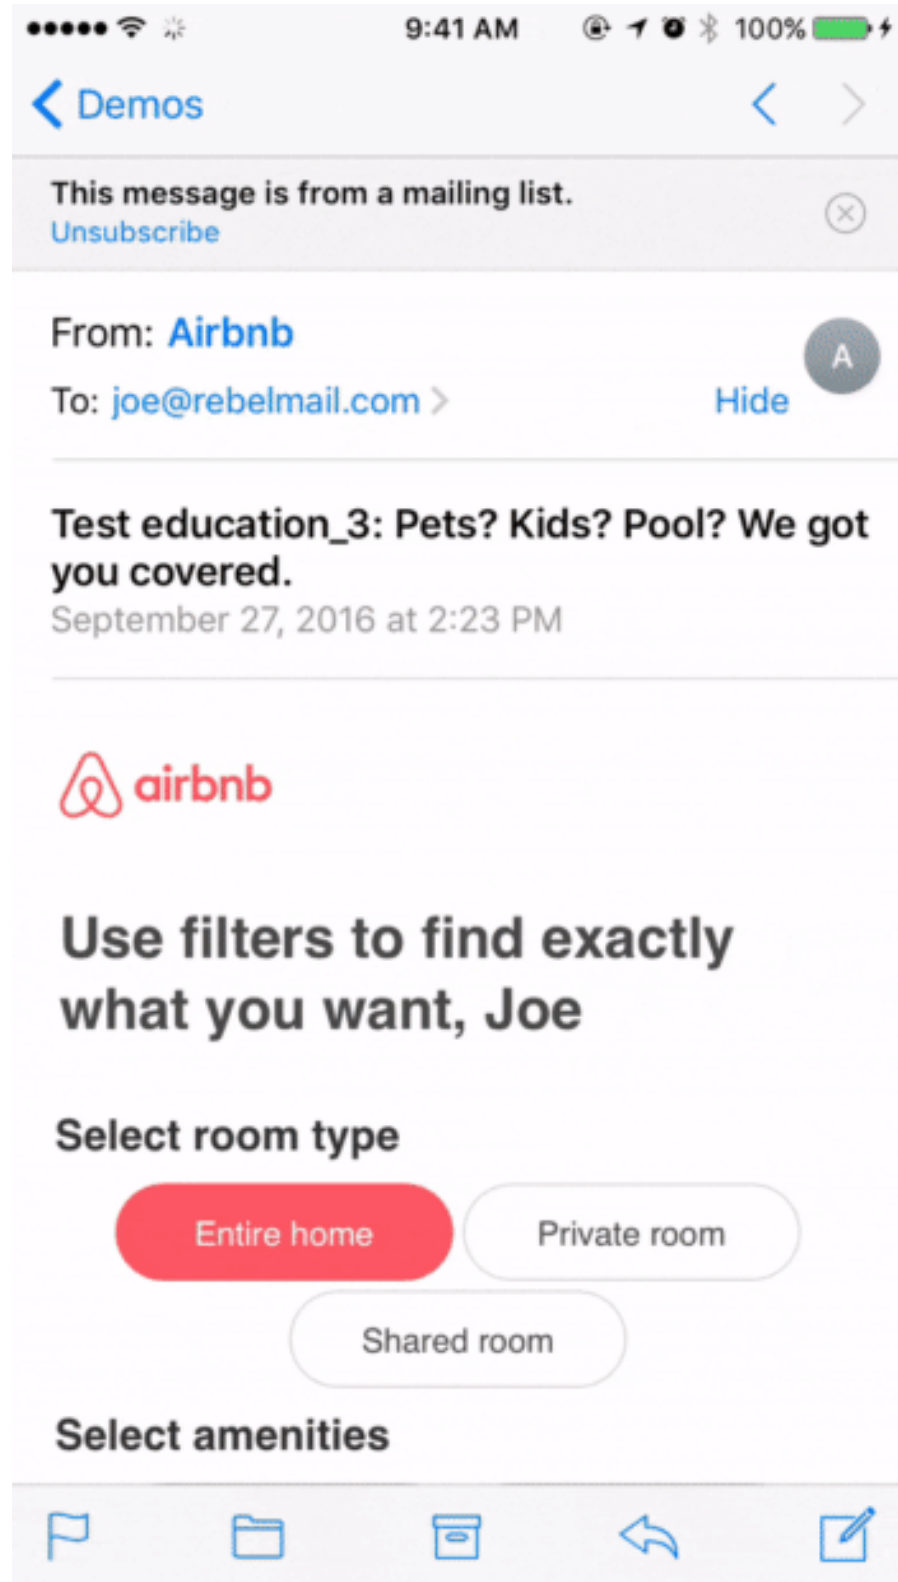 9:41 AM 100%
Demos
This message is from a mailing list.
Unsubscribe
From: Airbnb
A
To: joe@rebelmail.com
Hide
Test education_3: Pets? Kids? Pool? We got
you covered.
September 27, 2016 at 2:23 PM
airbnb
Use filters to find exactly
what you want, Joe
Select room type
Entire home Private room
Shared room
Select amenities